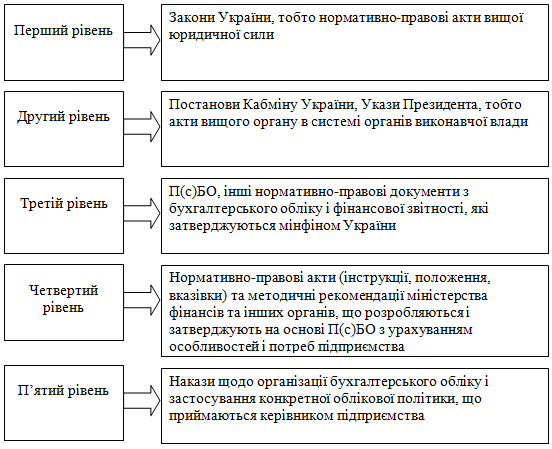 Перший рівень
Закони України, тобто нормативно-правові акти вищої
юридичної сили
Другий рівень
Постанови Кабміну України, Укази Президента, тобто
акти вищого органу в системі органів виконавчої влади
Третій рівень
П(с)БО, інші нормативно-правові документи з
бухгалтерського обліку і фінансової звітності, які
затверджуються мінфіном України
Четвертий
рівень
Нормативно-правові акти (інструкції, положення,
вказівки) та методичні рекомендації міністерства
фінансів та інших органів, що розробляються і
затверджують на основі П(с)БО з урахуванням
особливостей і потреб підприємства
П’ятий рівень
Накази щодо організації бухгалтерського обліку і
застосування конкретної облікової політики, що
приймаються керівником підприємства